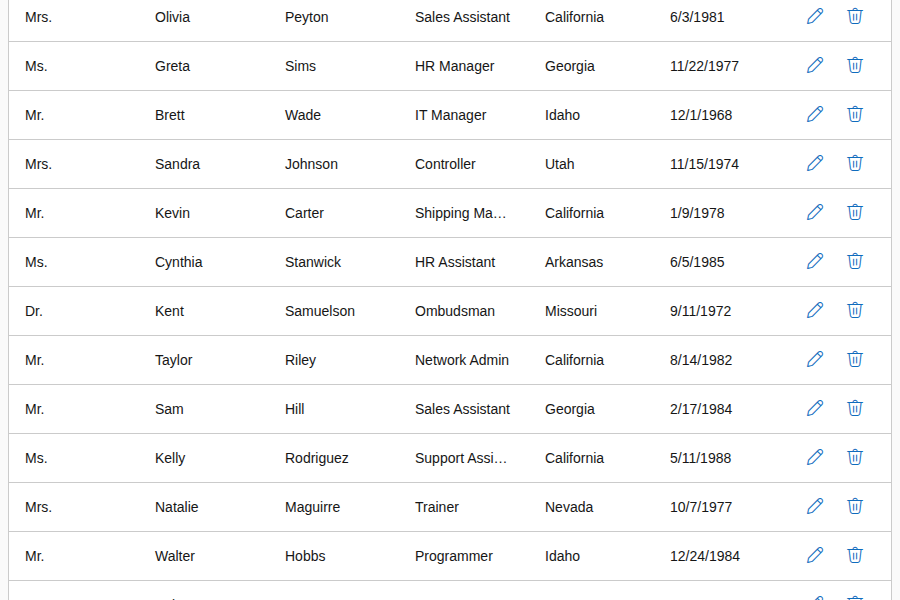 Mrs. Olivia Peyton Sales Assistant California 6/3/1981
Ms. Greta Sims HR Manager Georgia 11/22/1977
Mr. Brett Wade IT Manager Idaho 12/1/1968
Mrs. Sandra Johnson Controller Utah 11/15/1974
Mr. Kevin Carter Shipping Ma… California 1/9/1978
Ms. Cynthia Stanwick HR Assistant Arkansas 6/5/1985
Dr. Kent Samuelson Ombudsman Missouri 9/11/1972
Mr. Taylor Riley Network Admin California 8/14/1982
Mr. Sam Hill Sales Assistant Georgia 2/17/1984
Ms. Kelly Rodriguez Support Assi… California 5/11/1988
Mrs. Natalie Maguirre Trainer Nevada 10/7/1977
Mr. Walter Hobbs Programmer Idaho 12/24/1984